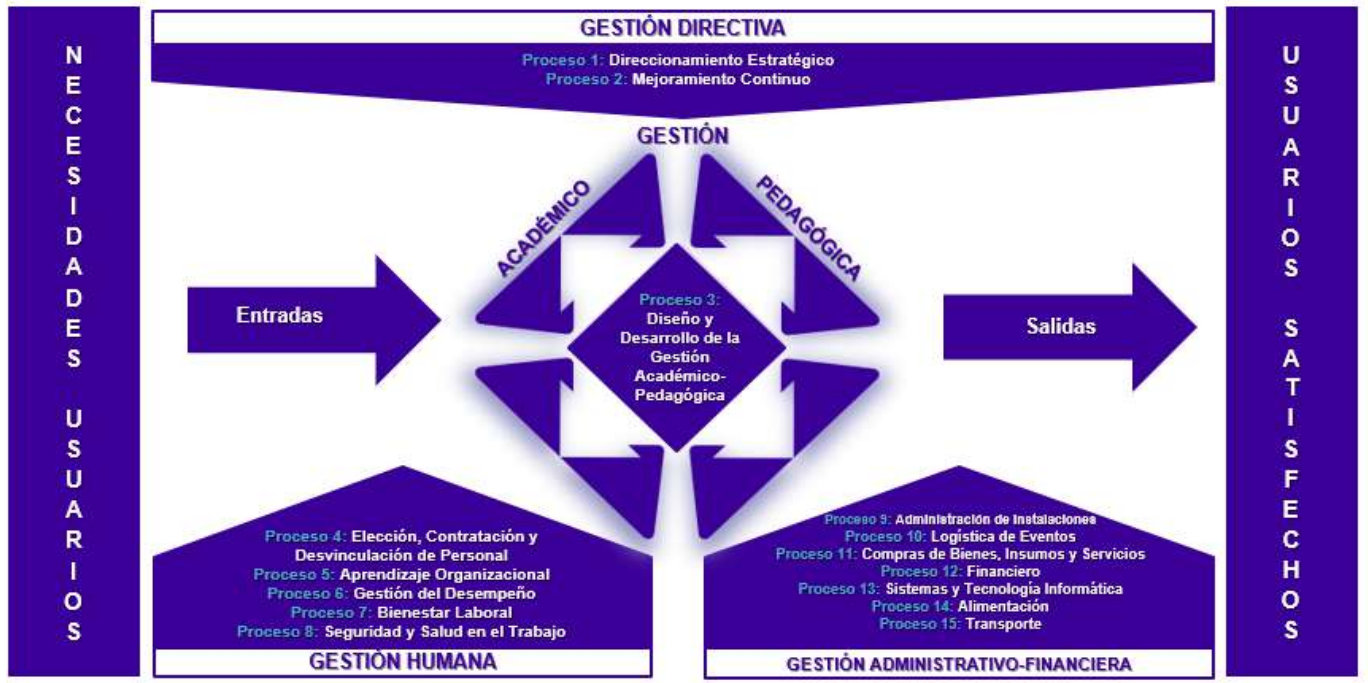 NECESIDADES USUARIOS
GESTIÓN DIRECTIVA
Proceso 1: Direccionamiento Estratégico
Proceso 2: Mejoramiento Continuo
GESTIÓN
ACADÉMICO
PEDAGÓGICA
Entradas
Proceso 3:
Diseño y
Desarrollo de la
Gestión
Académico-
Pedagógica
Salidas
Proceso 4: Elección, Contratación y
Desvinculación de Personal
Proceso 5: Aprendizaje Organizacional
Proceso 6: Gestión del Desempeño
Proceso 7: Bienestar Laboral
Proceso 8: Seguridad y Salud en el Trabajo
GESTIÓN HUMANA
Proceso 9: Administración de Instalaciones
Proceso 10: Logística de Eventos
Proceso 11: Compras de Bienes, Insumos y Servicios
Proceso 12: Financiero
Proceso 13: Sistemas y Tecnología Informática
Proceso 14: Alimentación
Proceso 15: Transporte
GESTIÓN ADMINISTRATIVO-FINANCIERA
USUARIOS SATISFECHOS